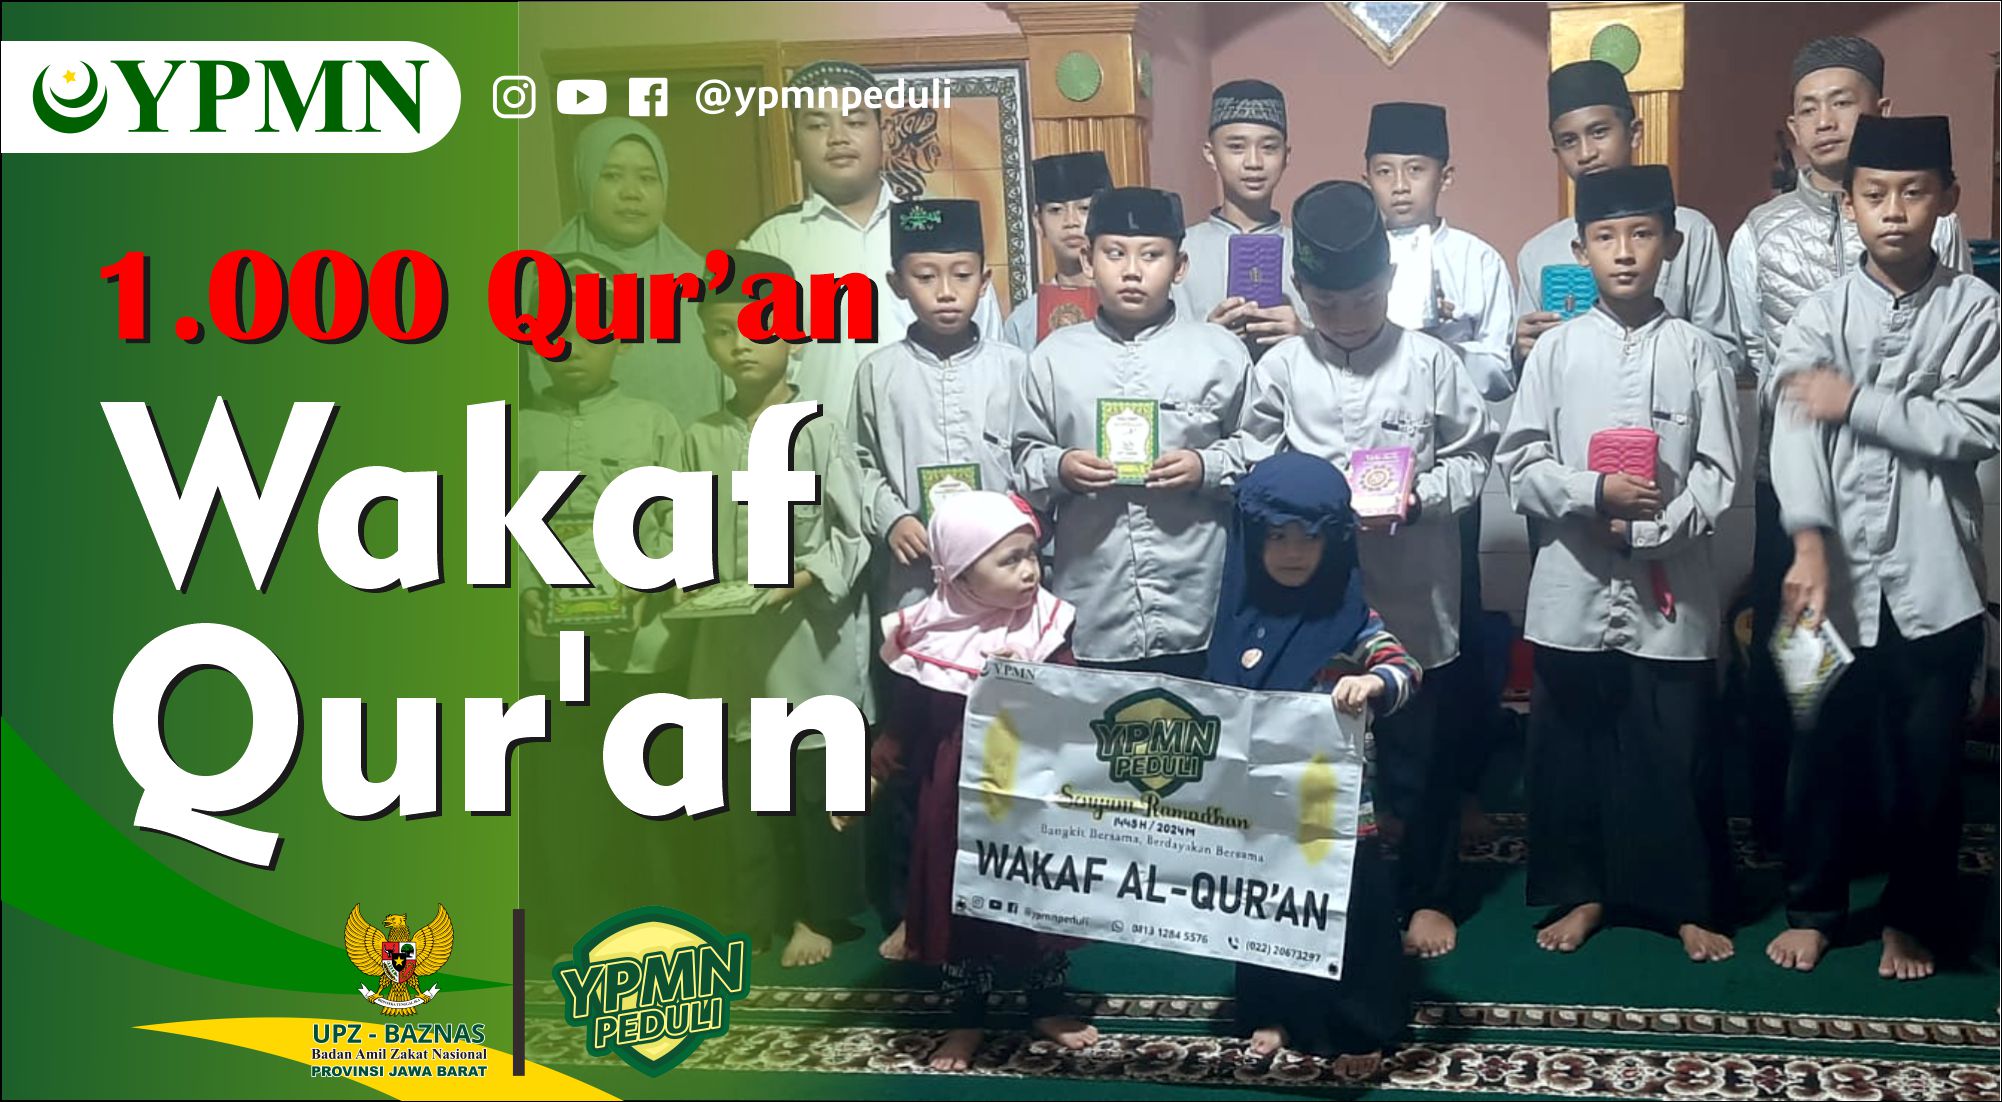 YPMN
@ypmnpeduli
1.000 Qur’an
Wakaf
Qur'an
YPMN
YPMN
PEDULI
Sanjum Ramadhan
1445H / 2024M
Bangkit Bersama, Berdayakan Bersama
WAKAF AL-QUR’AN
@ypmnpeduli 0813 1284 5576 (022) 20673297
UPZ - BAZNAS
Badan Amil Zakat Nasional
PROVINSI JAWA BARAT
YPMN
PEDULI